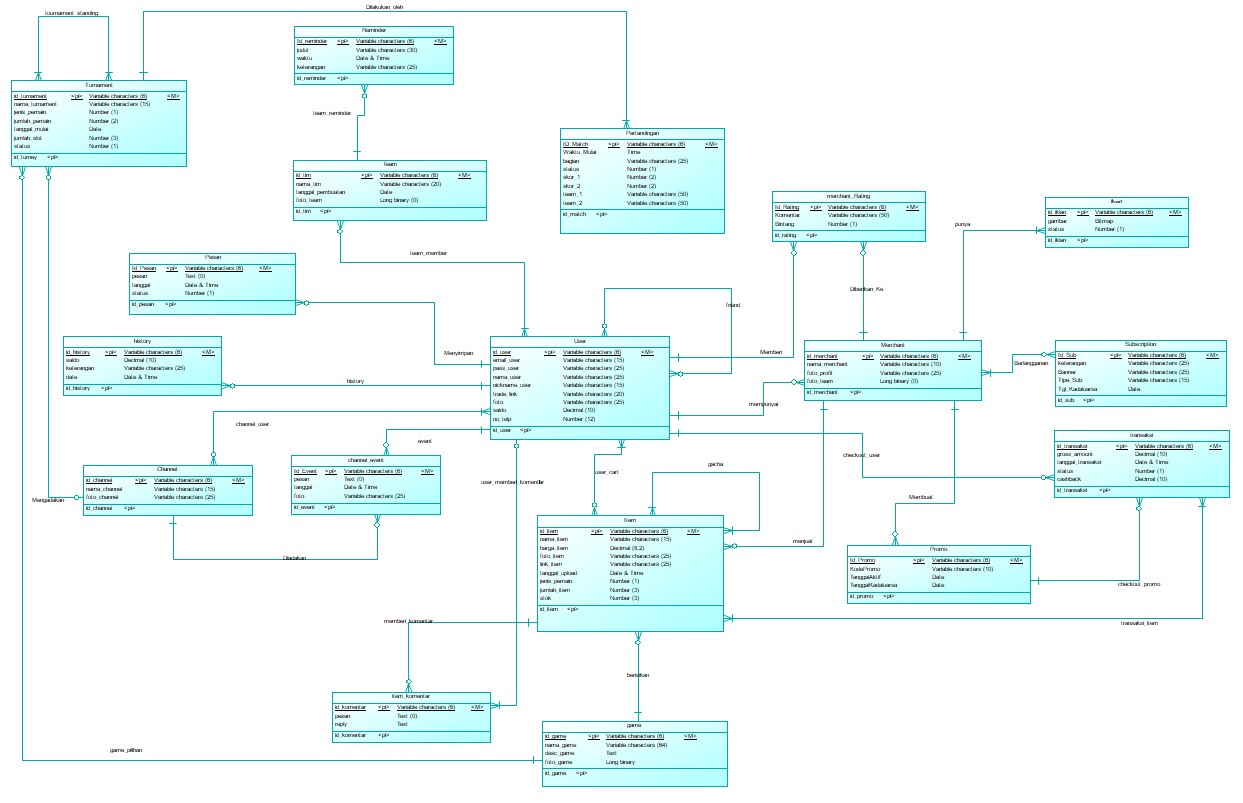 tournament_standing
Dilakukan_oleh
Reminder
Id_reminder <pi> Variable characters (6) <M>
judul Variable characters (30)
waktu Date & Time
keterangan Variable characters (25)
id_reminder <pi>
Turnament
id_turnament <pi> Variable characters (6) <M>
nama_turnament Variable characters (15)
jenis_pemain Number (1)
jumlah_pemain Number (2)
tanggal_mulai Date
jumlah_slot Number (3)
status Number (1)
id_turney <pi>
team_reminder
Pertandingan
ID_Match <pi> Variable characters (6) <M>
Waktu_Mulai Time
bagian Variable characters (25)
status Number (1)
skor_1 Number (2)
skor_2 Number (2)
team_1 Variable characters (50)
team_2 Variable characters (50)
id_match <pi>
Team
id_tim <pi> Variable characters (6) <M>
nama_tim Variable characters (20)
tanggal_pembuatan Date
foto_team Long binary (0)
id_tim <pi>
merchant_Rating
Id_Rating <pi> Variable characters (6) <M>
Komentar Variable characters (50)
Bintang Number (1)
id_rating <pi>
Iklan
id_iklan <pi> Variable characters (6) <M>
gambar Bitmap
status Number (1)
id_iklan <pi>
punya
team_member
Pesan
Id_Pesan <pi> Variable characters (6) <M>
pesan Text (0)
tanggal Date & Time
status Number (1)
id_pesan <pi>
Diberikan_Ke
friend
history
id_history <pi> Variable characters (6) <M>
saldo Decimal (10)
keterangan Variable characters (25)
date Date & Time
id_history <pi>
Menyimpan
history
User
id_user <pi> Variable characters (6) <M>
email_user Variable characters (15)
pass_user Variable characters (25)
nama_user Variable characters (25)
nickname_user Variable characters (15)
trade_link Variable characters (20)
foto Variable characters (25)
saldo Decimal (10)
no_telp Number (12)
id_user <pi>
Memberi
mempunyai
Merchant
id_merchant <pi> Variable characters (6) <M>
nama_merchant Variable characters (10)
foto_profil Variable characters (25)
foto_team Long binary (0)
id_merchant <pi>
Berlangganan
Subscription
Id_Sub <pi> Variable characters (6) <M>
keterangan Variable characters (25)
Banner Variable characters (25)
Tipe_Sub Variable characters (15)
Tgl_Kadaluarsa Date
id_sub <pi>
channel_user
event
Channel
id_channel <pi> Variable characters (6) <M>
nama_channel Variable characters (15)
foto_channel Variable characters (25)
id_channel <pi>
Mengadakan
channel_event
Id_Event <pi> Variable characters (6) <M>
pesan Text (0)
tanggal Date & Time
foto Variable characters (25)
id_event <pi>
user_cart
user_memberi_komentar
gacha
checkout_user
transaksi
id_transaksi <pi> Variable characters (6) <M>
gross_amount Decimal (10)
tanggal_transaksi Date & Time
status Number (1)
cashback Decimal (10)
id_transaksi <pi>
Membuat
Diadakan
Item
id_item <pi> Variable characters (6) <M>
nama_item Variable characters (15)
harga_item Decimal (8,2)
foto_item Variable characters (25)
link_item Variable characters (25)
tanggal_upload Date & Time
jenis_pemain Number (1)
jumlah_item Number (3)
stok Number (3)
id_item <pi>
menjual
Promo
Id_Promo <pi> Variable characters (6) <M>
KodePromo Variable characters (10)
TanggalAktif Date
TanggalKadaluarsa Date
id_promo <pi>
checkout_promo
transaksi_item
memberi_komentar
berisikan
item_komentar
id_komentar <pi> Variable characters (6) <M>
pesan Text (0)
reply Text
id_komentar <pi>
game
id_game <pi> Variable characters (6) <M>
nama_game Variable characters (64)
desc_game Text
foto_game Long binary
id_game <pi>
game_pilihan